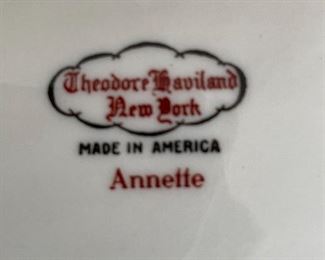 Theodore Haviland
New York
MADE IN AMERICA
Annette